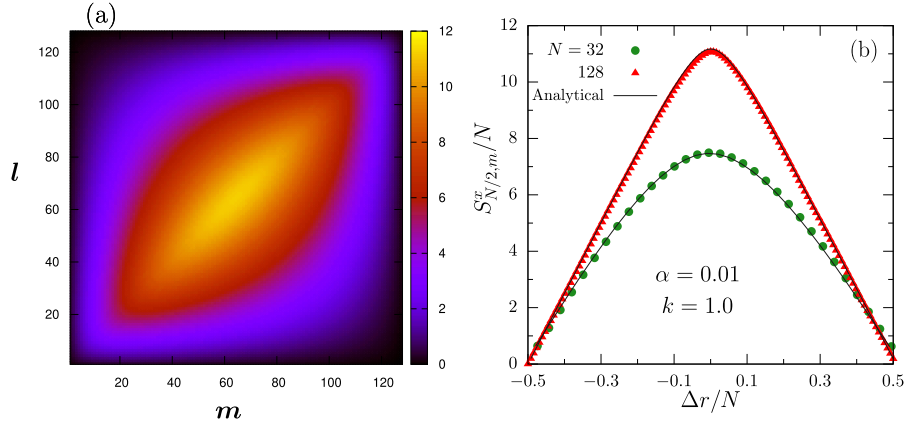 (a)
l
120
100
80
60
40
20
20 40 60 80 100 120
m
12
10
8
6
4
2
0
(b)
S^x_{N/2,m}/N
12
10
8
6
4
2
0
N = 32
128
Analytical
α = 0.01
k = 1.0
−0.5 −0.3 −0.1 0.1 0.3 0.5
Δr/N